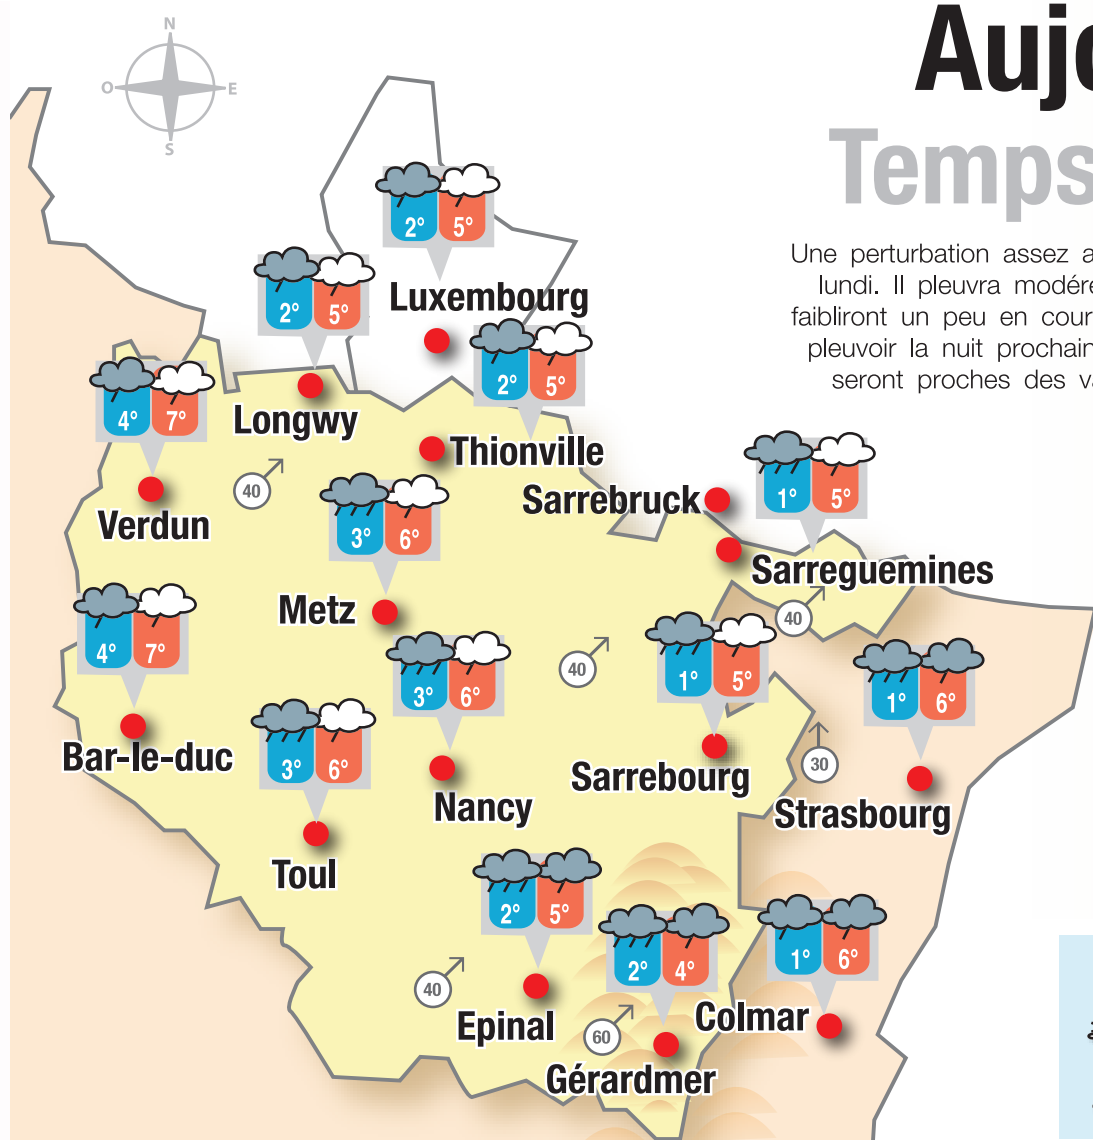 N
O E
S
Aujo
Temps
Une perturbation assez a
lundi. Il pleuvra modéré
faibliront un peu en cour
pleuvoir la nuit prochain
seront proches des va
2° 5°
Luxembourg
2° 5°
Longwy
2° 5°
Thionville
4° 7°
Verdun
40
1° 5°
Sarrebruck
Sarreguemines
3° 6°
Metz
40
4° 7°
Bar-le-duc
3° 6°
Nancy
40
1° 5°
Sarrebourg
1° 6°
Strasbourg
30
3° 6°
Toul
2° 5°
Epinal
40
2° 4°
Gérardmer
60
1° 6°
Colmar